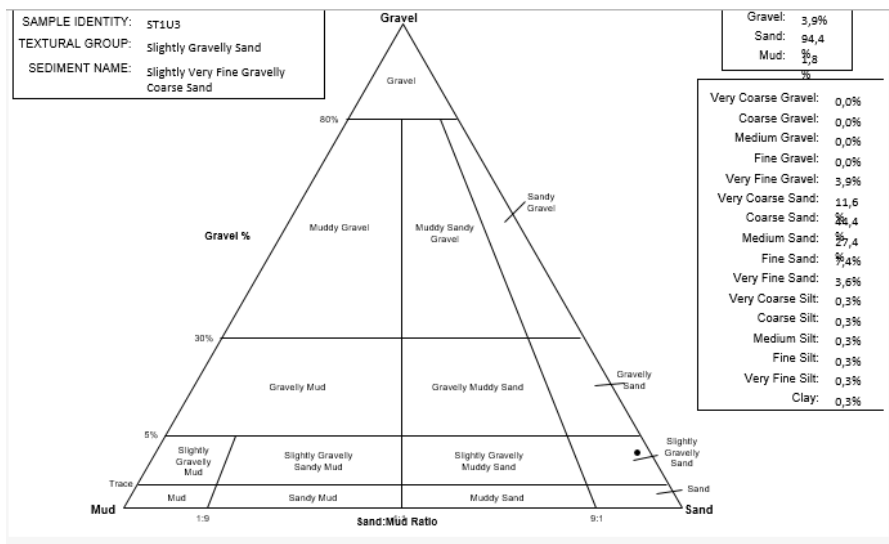 SAMPLE IDENTITY: ST1U3
TEXTURAL GROUP: Slightly Gravelly Sand
SEDIMENT NAME: Slightly Very Fine Gravelly
Coarse Sand
Gravel: 3,9%
Sand: 94,4
%
Mud: 1,8
%
Very Coarse Gravel: 0,0%
Coarse Gravel: 0,0%
Medium Gravel: 0,0%
Fine Gravel: 0,0%
Very Fine Gravel: 3,9%
Very Coarse Sand: 11,6
%
Coarse Sand: 44,4
%
Medium Sand: 27,4
%
Fine Sand: 7,4%
Very Fine Sand: 3,6%
Very Coarse Silt: 0,3%
Coarse Silt: 0,3%
Medium Silt: 0,3%
Fine Silt: 0,3%
Very Fine Silt: 0,3%
Clay: 0,3%
Gravel
Gravel
80%
Sandy
Gravel
Muddy Gravel
Muddy Sandy
Gravel
Gravel %
30%
Gravelly Mud
Gravelly Muddy Sand
Gravelly
Sand
5%
Slightly
Gravelly
Mud
Slightly Gravelly
Sandy Mud
Slightly Gravelly
Muddy Sand
Slightly
Gravelly
Sand
Trace
Mud
Sandy Mud
Muddy Sand
Sand
Mud
Sand
1:9
9:1
Sand:Mud Ratio